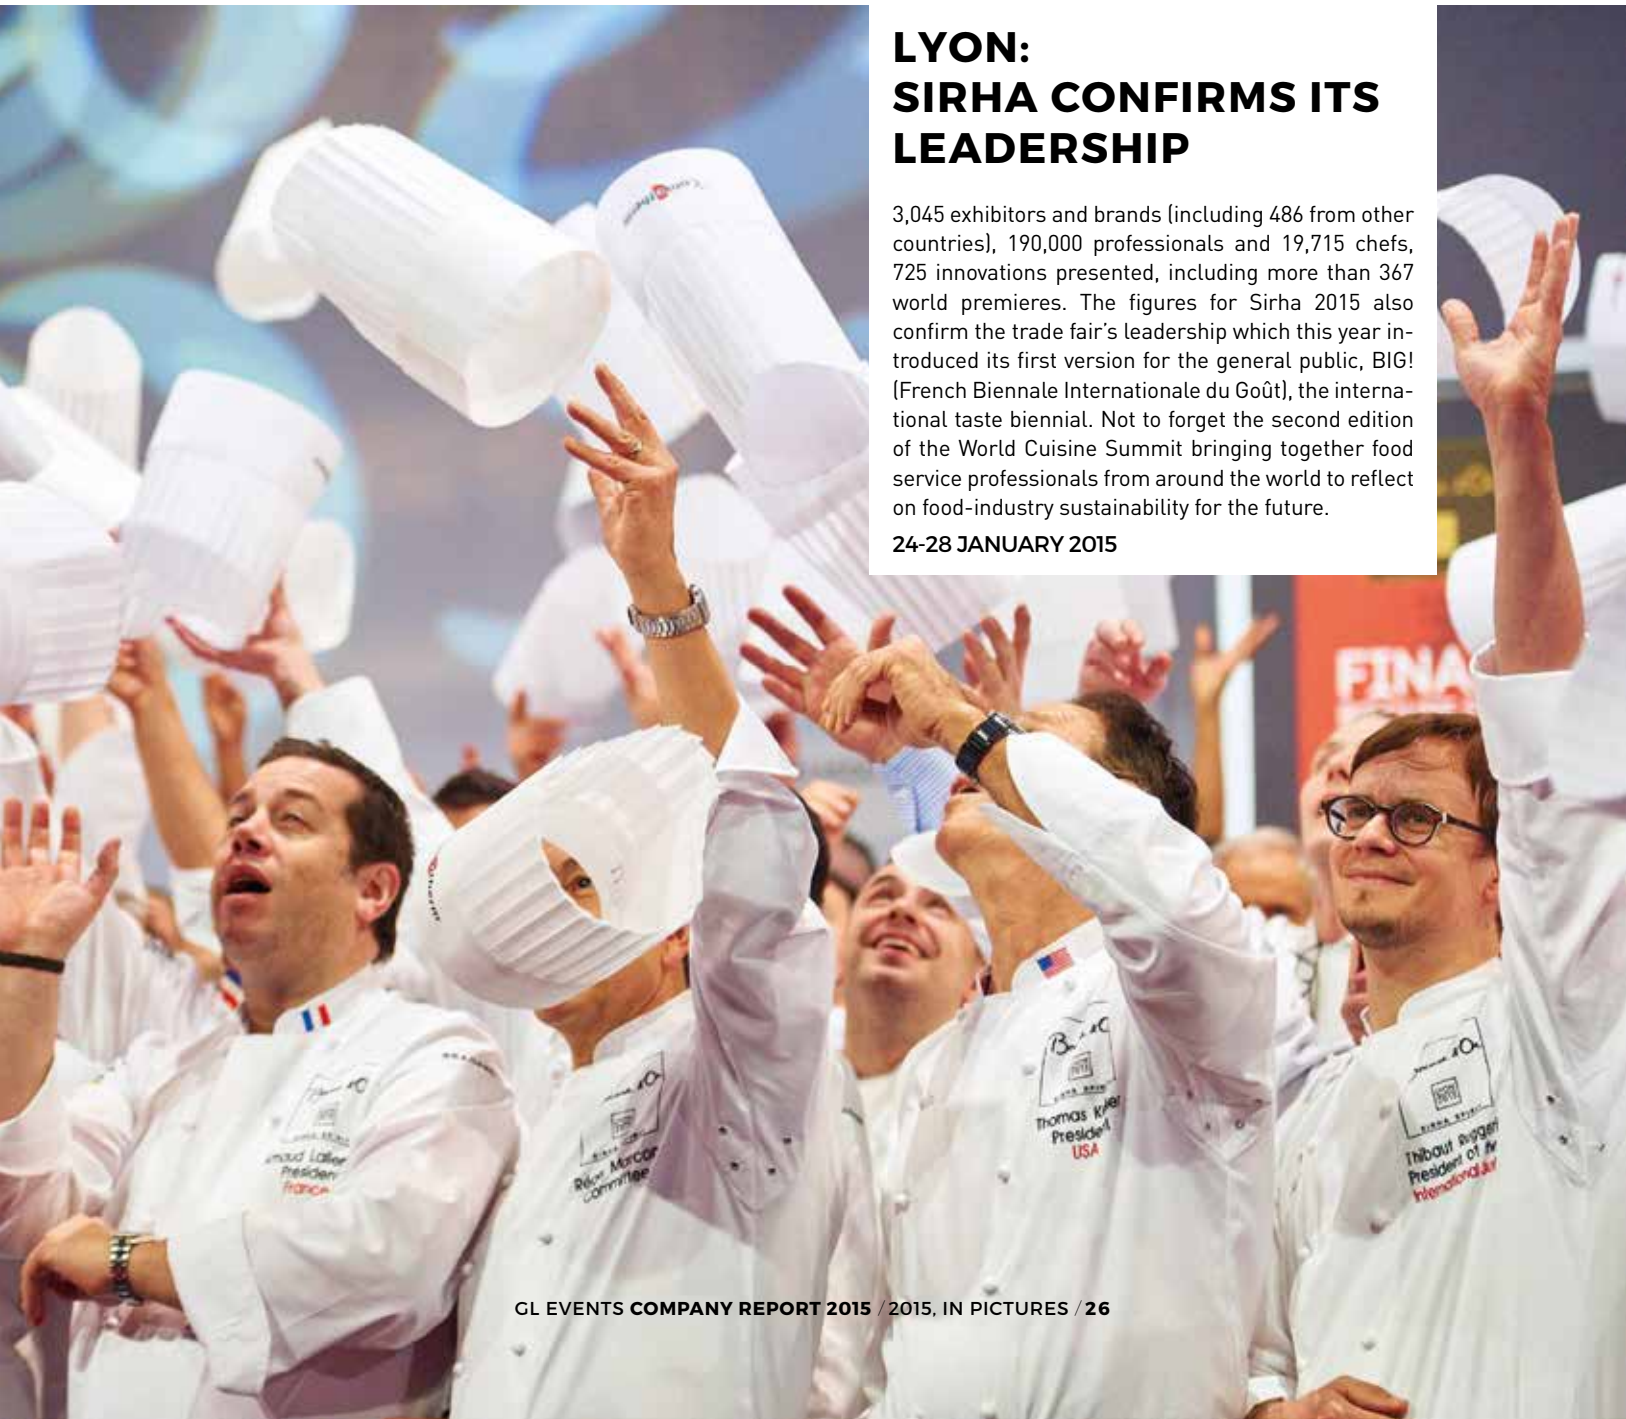 LYON:
SIRHA CONFIRMS ITS
LEADERSHIP
3,045 exhibitors and brands (including 486 from other
countries), 190,000 professionals and 19,715 chefs,
725 innovations presented, including more than 367
world premieres. The figures for Sirha 2015 also
confirm the trade fair’s leadership which this year in-
troduced its first version for the general public, BIG!
(French Biennale Internationale du Goût), the interna-
tional taste biennial. Not to forget the second edition
of the World Cuisine Summit bringing together food
service professionals from around the world to reflect
on food-industry sustainability for the future.
24-28 JANUARY 2015
FINA
President
France
Marcon
Committee
Thomas
President
USA
Thibaut
President of the
International
GL EVENTS COMPANY REPORT 2015 / 2015, IN PICTURES / 26